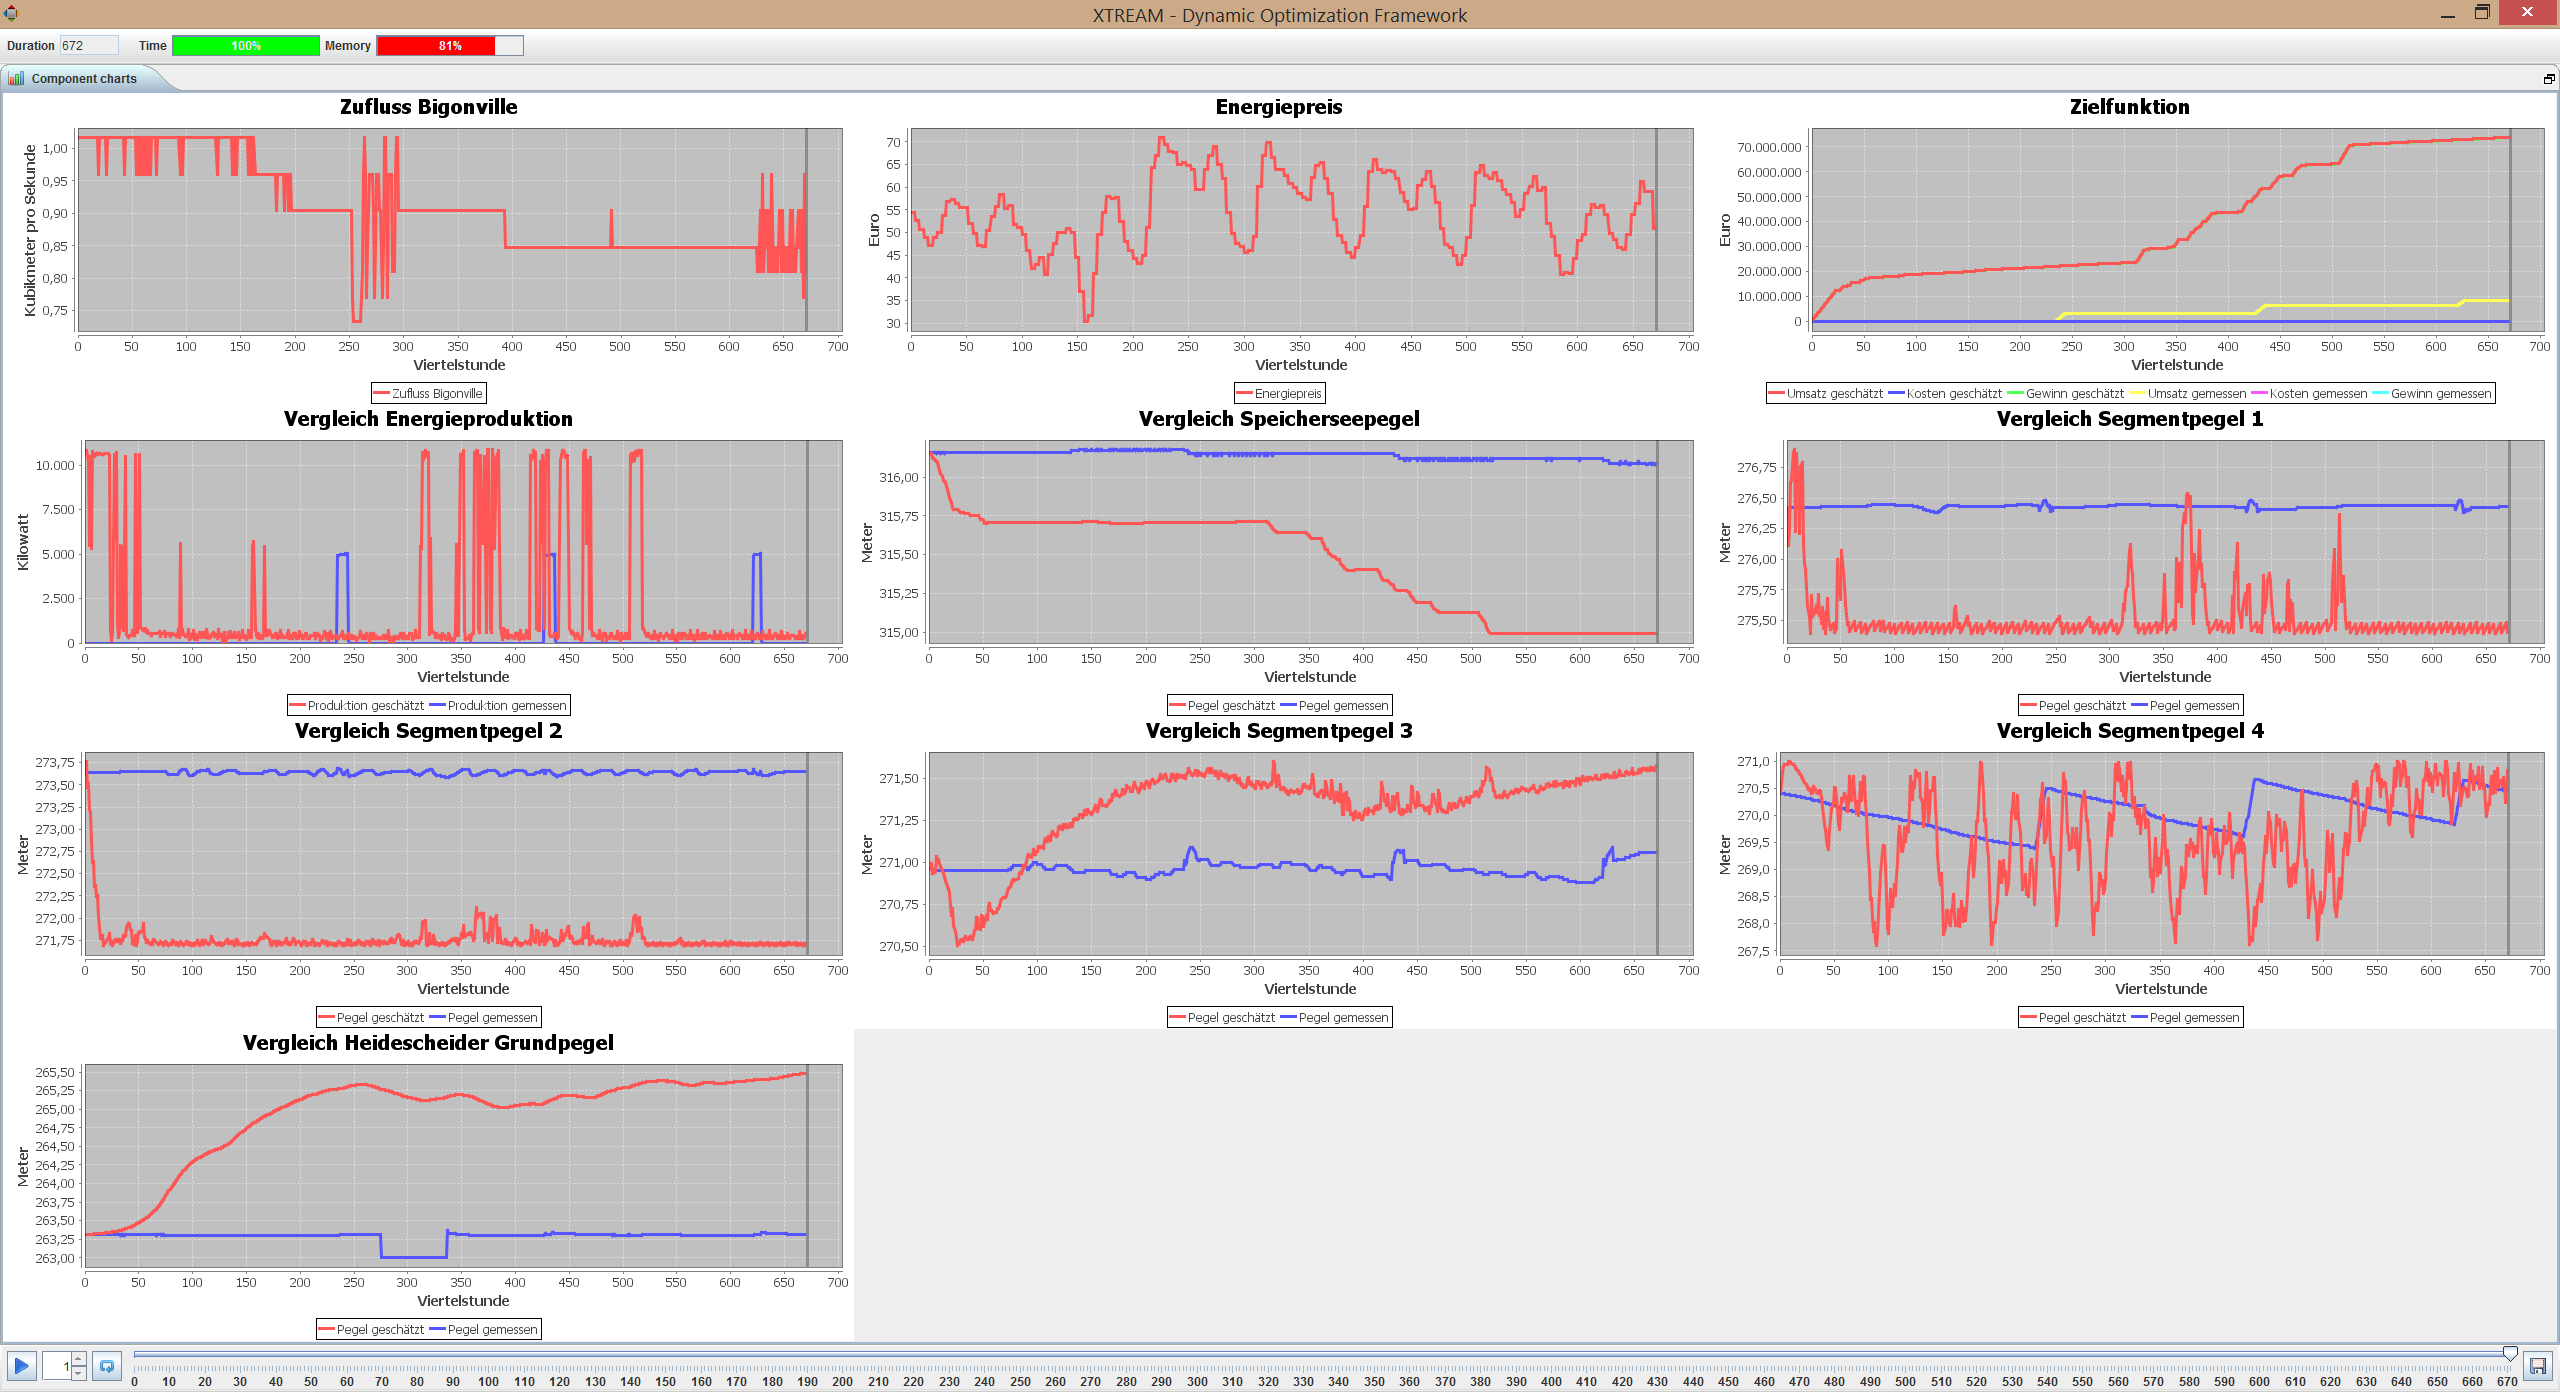 XTREAM - Dynamic Optimization Framework
Duration 672 Time 100% Memory 81%
Component charts
Zufluss Bigonville
Kubikmeter pro Sekunde
1,00
0,95
0,90
0,85
0,80
0,75
0 50 100 150 200 250 300 350 400 450 500 550 600 650 700
Viertelstunde
Zufluss Bigonville
Energiepreis
Euro
70
65
60
55
50
45
40
35
30
0 50 100 150 200 250 300 350 400 450 500 550 600 650 700
Viertelstunde
Energiepreis
Zielfunktion
Euro
70.000.000
60.000.000
50.000.000
40.000.000
30.000.000
20.000.000
10.000.000
0
0 50 100 150 200 250 300 350 400 450 500 550 600 650 700
Viertelstunde
Umsatz geschätzt Kosten geschätzt Gewinn geschätzt Umsatz gemessen Kosten gemessen Gewinn gemessen
Vergleich Energieproduktion
Kilowatt
10.000
7.500
5.000
2.500
0
0 50 100 150 200 250 300 350 400 450 500 550 600 650 700
Viertelstunde
Produktion geschätzt Produktion gemessen
Vergleich Speicherseepegel
Meter
316,00
315,75
315,50
315,25
315,00
0 50 100 150 200 250 300 350 400 450 500 550 600 650 700
Viertelstunde
Pegel geschätzt Pegel gemessen
Vergleich Segmentpegel 1
Meter
276,75
276,50
276,25
276,00
275,75
275,50
0 50 100 150 200 250 300 350 400 450 500 550 600 650 700
Viertelstunde
Pegel geschätzt Pegel gemessen
Vergleich Segmentpegel 2
Meter
273,75
273,50
273,25
273,00
272,75
272,50
272,25
272,00
271,75
0 50 100 150 200 250 300 350 400 450 500 550 600 650 700
Viertelstunde
Pegel geschätzt Pegel gemessen
Vergleich Segmentpegel 3
Meter
271,50
271,25
271,00
270,75
270,50
0 50 100 150 200 250 300 350 400 450 500 550 600 650 700
Viertelstunde
Pegel geschätzt Pegel gemessen
Vergleich Segmentpegel 4
Meter
271,0
270,5
270,0
269,5
269,0
268,5
268,0
267,5
0 50 100 150 200 250 300 350 400 450 500 550 600 650 700
Viertelstunde
Pegel geschätzt Pegel gemessen
Vergleich Heidescheider Grundpegel
Meter
265,50
265,25
265,00
264,75
264,50
264,25
264,00
263,75
263,50
263,25
263,00
0 50 100 150 200 250 300 350 400 450 500 550 600 650 700
Viertelstunde
Pegel geschätzt Pegel gemessen
1
0 10 20 30 40 50 60 70 80 90 100 110 120 130 140 150 160 170 180 190 200 210 220 230 240 250 260 270 280 290 300 310 320 330 340 350 360 370 380 390 400 410 420 430 440 450 460 470 480 490 500 510 520 530 540 550 560 570 580 590 600 610 620 630 640 650 660 670